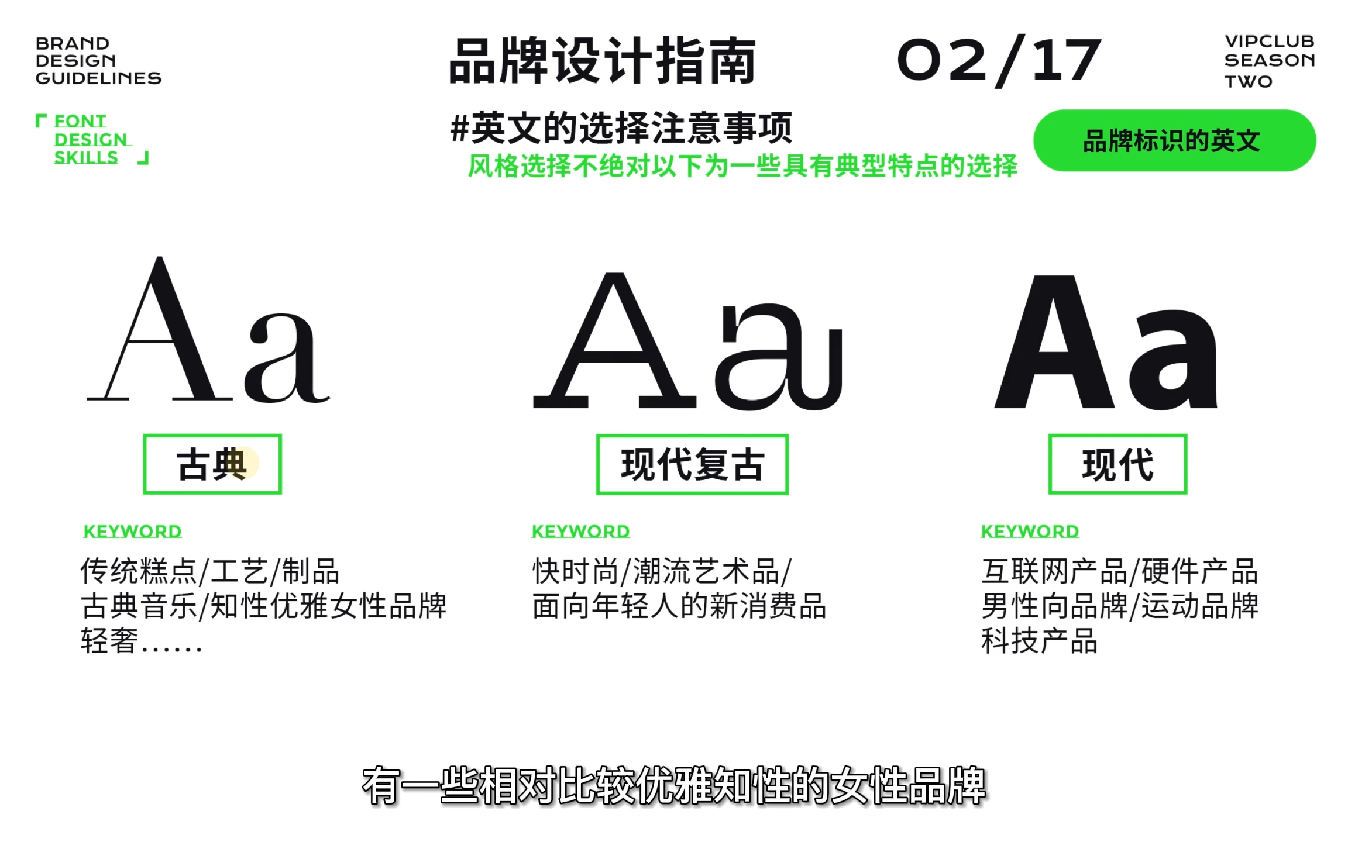 BRAND
DESIGN
GUIDELINES
品牌设计指南
02/17
VIPCLUB
SEASON
TWO
FONT
DESIGN
SKILLS
#英文的选择注意事项
风格选择不绝对以下为一些具有典型特点的选择
品牌标识的英文
Aa
Aa
Aa
古典
现代复古
现代
KEYWORD
传统糕点/工艺/制品
古典音乐/知性优雅女性品牌
轻奢......
KEYWORD
快时尚/潮流艺术品/
面向年轻人的新消费品
KEYWORD
互联网产品/硬件产品
男性向品牌/运动品牌
科技产品
有一些相对比较优雅知性的女性品牌